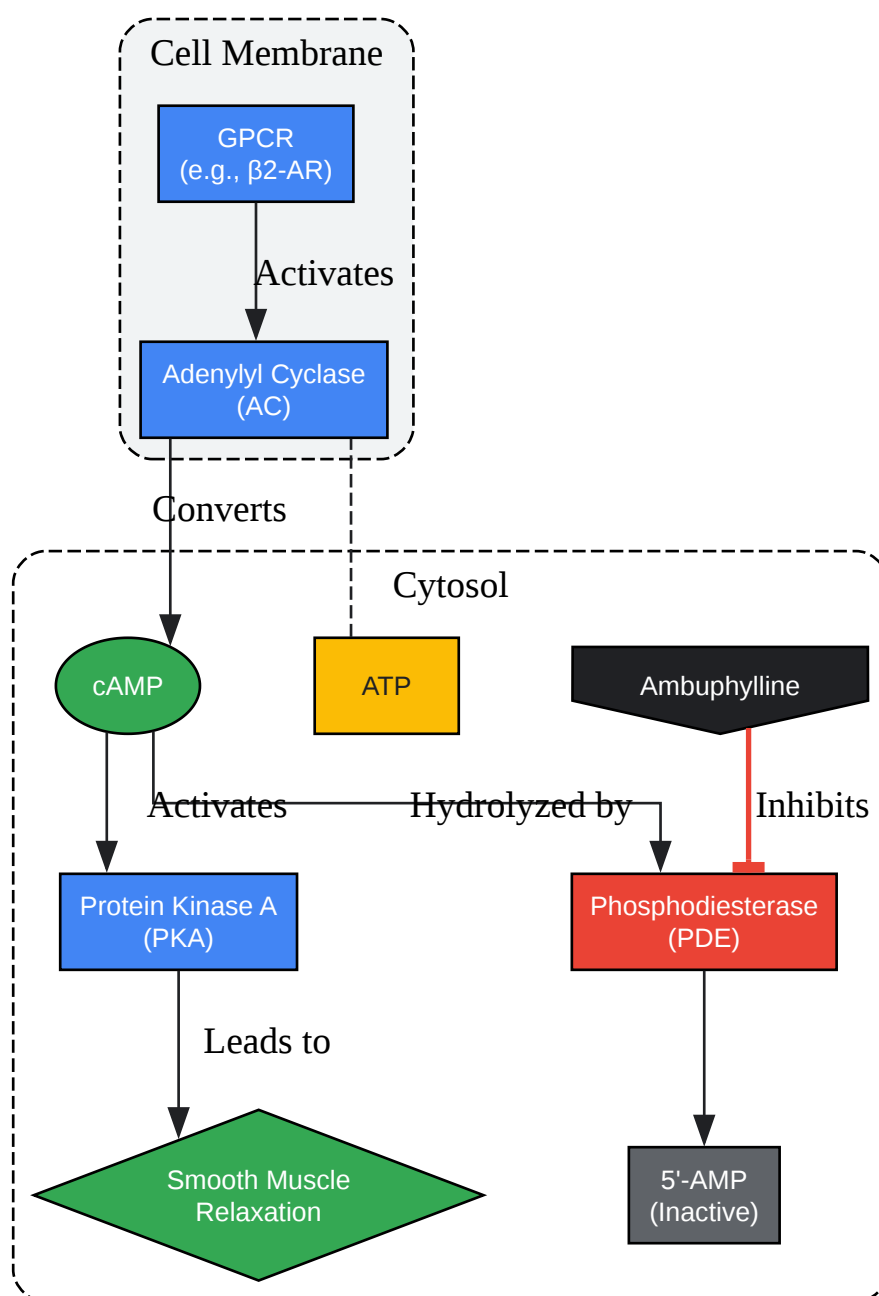 Cell Membrane
GPCR
(e.g., β2-AR)
Activates
Adenylyl Cyclase
(AC)
Converts
Cytosol
cAMP
ATP
Ambuphylline
Activates
Hydrolyzed by
Inhibits
Protein Kinase A
(PKA)
Phosphodiesterase
(PDE)
Leads to
Smooth Muscle
Relaxation
5'-AMP
(Inactive)